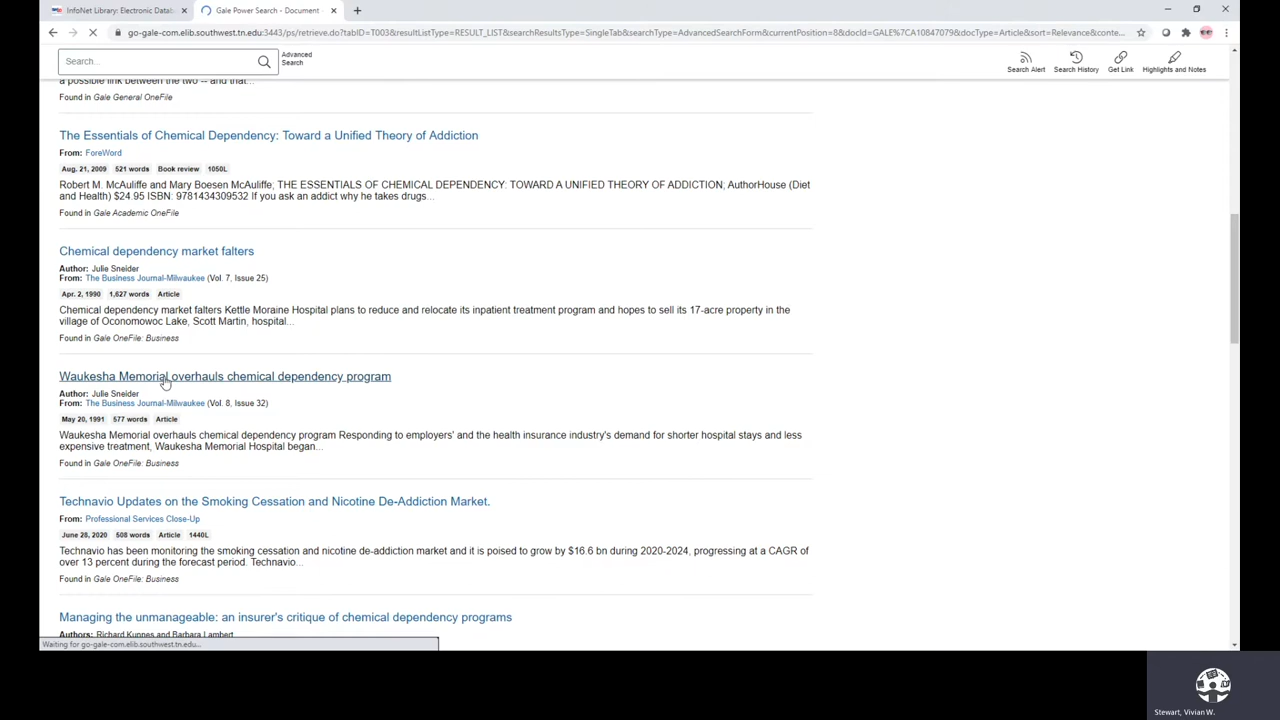 InfoNet Library: Electronic Datab
Gale Power Search - Document -
go-gale-com.elib.southwest.tn.edu:3443/ps/retrieve.do?tabID=T003&resultListType=RESULT_LIST&searchResultsType=SingleTab&searchType=AdvancedSearchForm&currentPosition=8&docId=GALE%7CA10847079&docType=Article&sort=Relevance&conte...
Search...
Advanced
Search
Search Alert
Search History
Get Link
Highlights and Notes
a possible link between the two -- and that...
Found in Gale General OneFile
The Essentials of Chemical Dependency: Toward a Unified Theory of Addiction
From: ForeWord
Aug. 21, 2009 521 words Book review 1050L
Robert M. McAuliffe and Mary Boesen McAuliffe; THE ESSENTIALS OF CHEMICAL DEPENDENCY: TOWARD A UNIFIED THEORY OF ADDICTION; AuthorHouse (Diet
and Health) $24.95 ISBN: 9781434309532 If you ask an addict why he takes drugs...
Found in Gale Academic OneFile
Chemical dependency market falters
Author: Julie Sneider
From: The Business Journal-Milwaukee (Vol. 7, Issue 25)
Apr. 2, 1990 1,627 words Article
Chemical dependency market falters Kettle Moraine Hospital plans to reduce and relocate its inpatient treatment program and hopes to sell its 17-acre property in the
village of Oconomowoc Lake, Scott Martin, hospital...
Found in Gale OneFile: Business
Waukesha Memorial overhauls chemical dependency program
Author: Julie Sneider
From: The Business Journal-Milwaukee (Vol. 8, Issue 32)
May 20, 1991 577 words Article
Waukesha Memorial overhauls chemical dependency program Responding to employers' and the health insurance industry's demand for shorter hospital stays and less
expensive treatment, Waukesha Memorial Hospital began...
Found in Gale OneFile: Business
Technavio Updates on the Smoking Cessation and Nicotine De-Addiction Market.
From: Professional Services Close-Up
June 28, 2020 508 words Article 1440L
Technavio has been monitoring the smoking cessation and nicotine de-addiction market and it is poised to grow by $16.6 bn during 2020-2024, progressing at a CAGR of
over 13 percent during the forecast period. Technavio...
Found in Gale OneFile: Business
Managing the unmanageable: an insurer's critique of chemical dependency programs
Authors: Richard Kunnes and Barbara Lambert
Waiting for go-gale-com.elib.southwest.tn.edu...
Stewart, Vivian W.